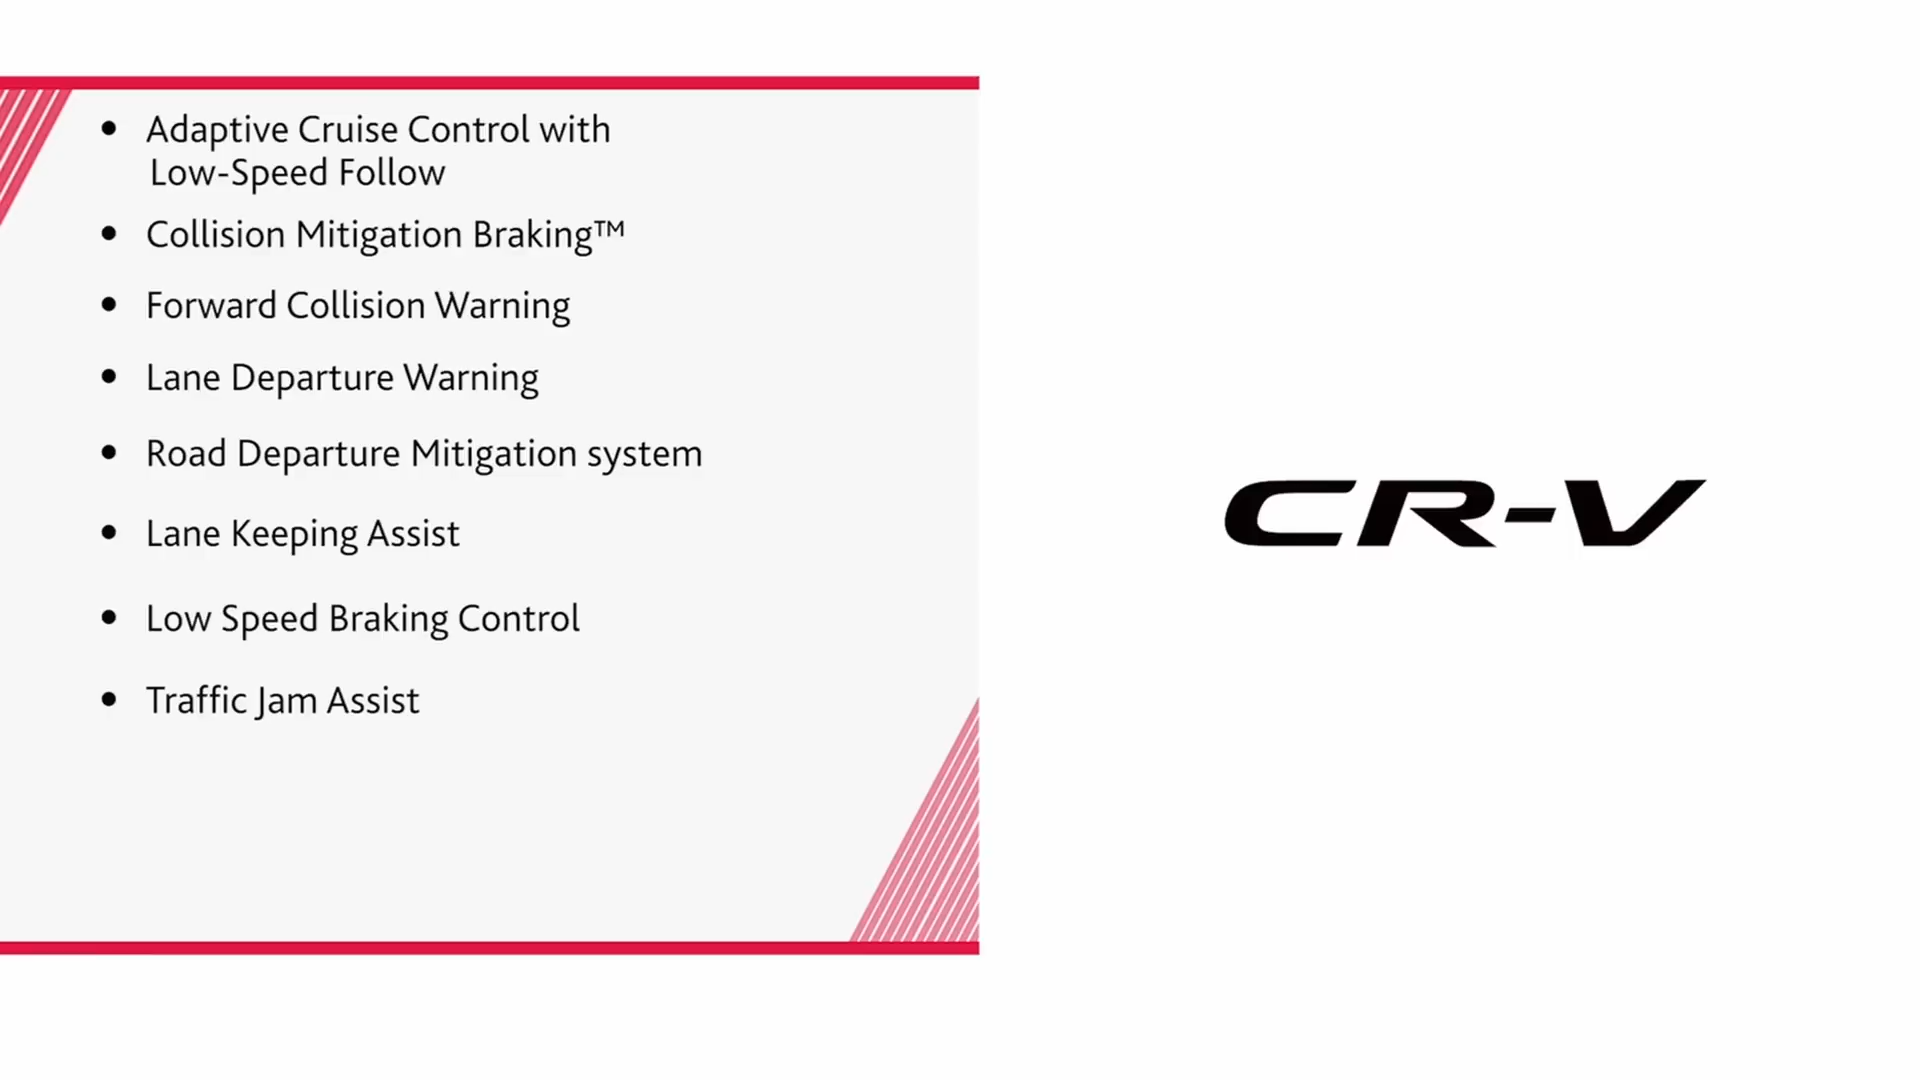 • Adaptive Cruise Control with
Low-Speed Follow
• Collision Mitigation Braking™
• Forward Collision Warning
• Lane Departure Warning
• Road Departure Mitigation system
• Lane Keeping Assist
• Low Speed Braking Control
• Traffic Jam Assist
CR-V